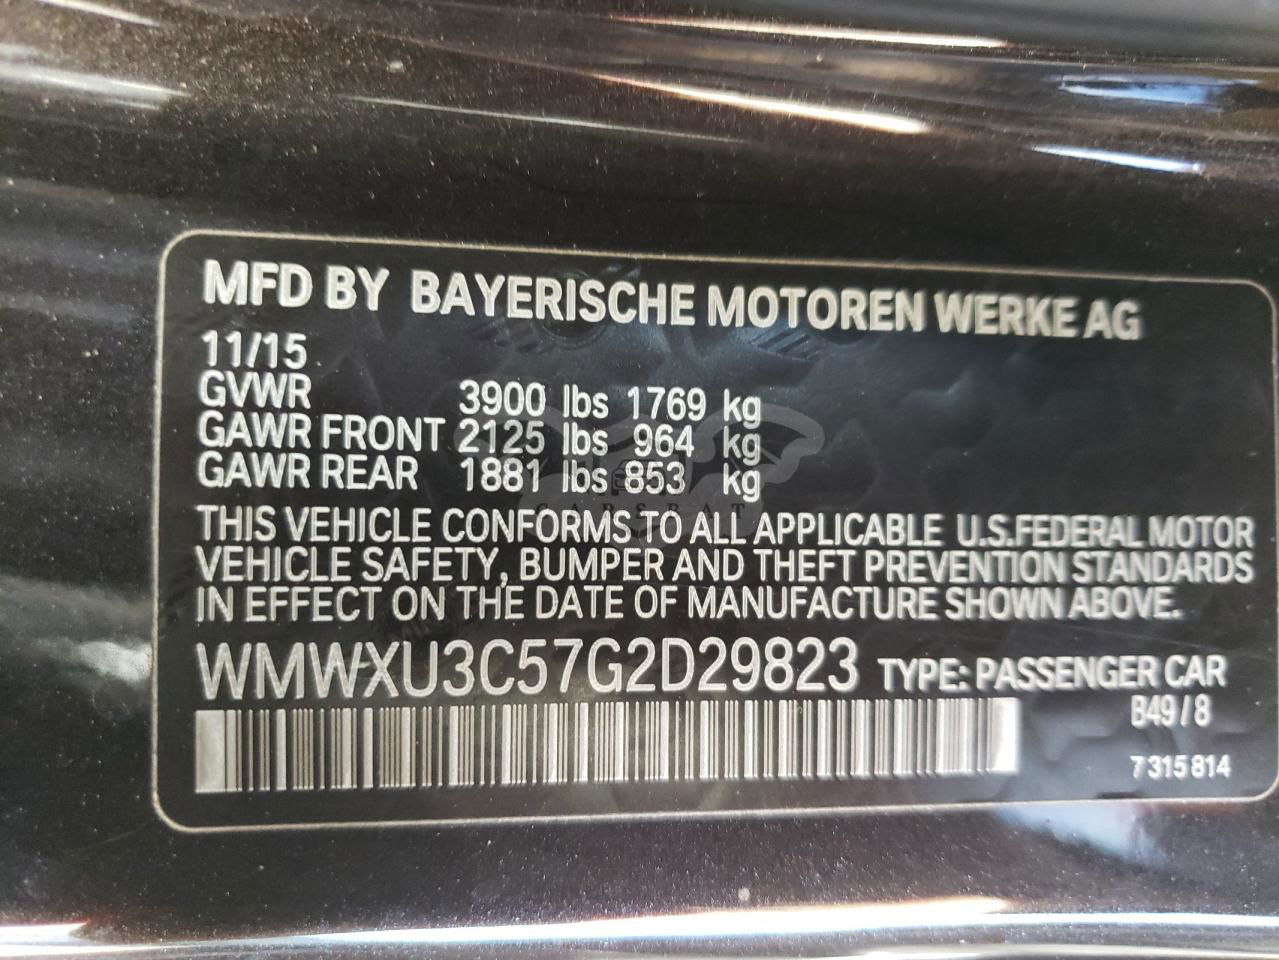 MFD BY BAYERISCHE MOTOREN WERKE AG
11/15
GVWR 3900 lbs 1769 kg
GAWR FRONT 2125 lbs 964 kg
GAWR REAR 1881 lbs 853 kg
THIS VEHICLE CONFORMS TO ALL APPLICABLE U.S.FEDERAL MOTOR
VEHICLE SAFETY, BUMPER AND THEFT PREVENTION STANDARDS
IN EFFECT ON THE DATE OF MANUFACTURE SHOWN ABOVE.
WMWXU3C57G2D29823 TYPE: PASSENGER CAR
B49/8
7 315 814
CARSBAT